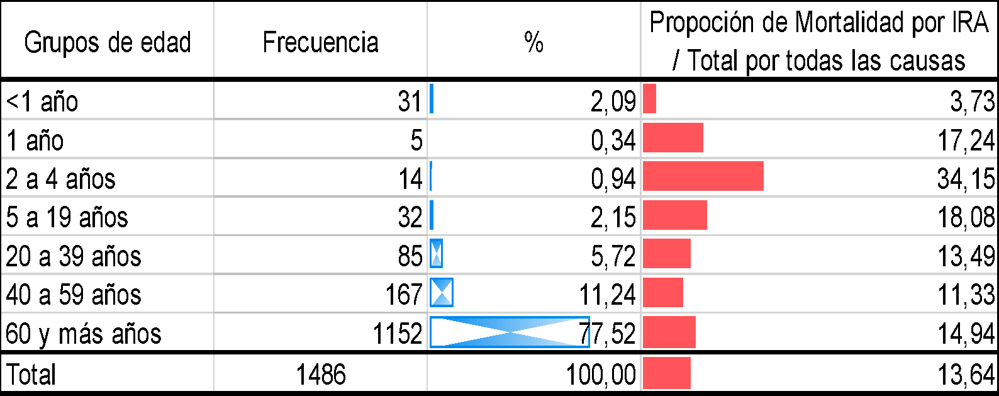 Grupos de edad Frecuencia % Propoción de Mortalidad por IRA
/ Total por todas las causas
<1 año 31 2,09 3,73
1 año 5 0,34 17,24
2 a 4 años 14 0,94 34,15
5 a 19 años 32 2,15 18,08
20 a 39 años 85 5,72 13,49
40 a 59 años 167 11,24 11,33
60 y más años 1152 77,52 14,94
Total 1486 100,00 13,64